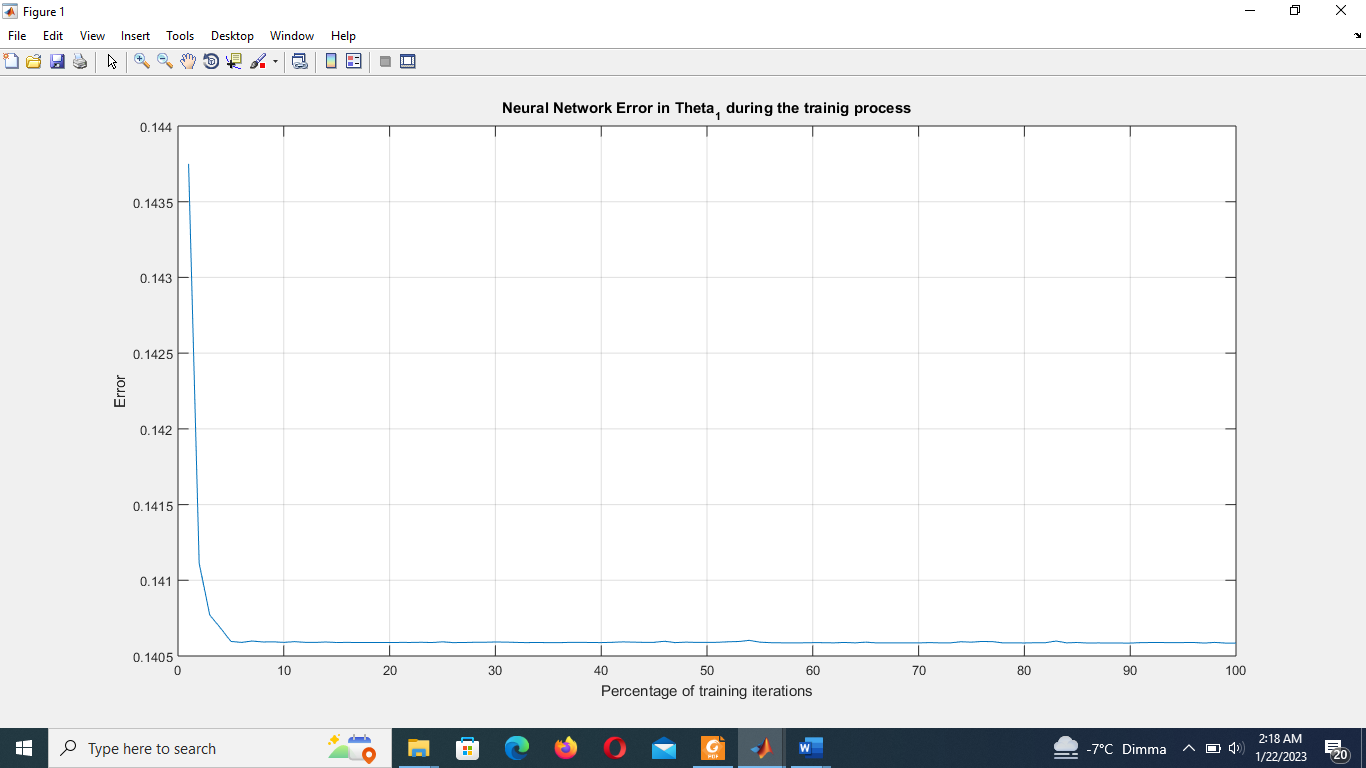 Figure 1
File Edit View Insert Tools Desktop Window Help
Neural Network Error in Theta1 during the trainig process
0.144
0.1435
0.143
0.1425
0.142
0.1415
0.141
0.1405
Error
0 10 20 30 40 50 60 70 80 90 100
Percentage of training iterations
Type here to search
G
PDF
W
-7°C Dimma
2:18 AM
1/22/2023
20